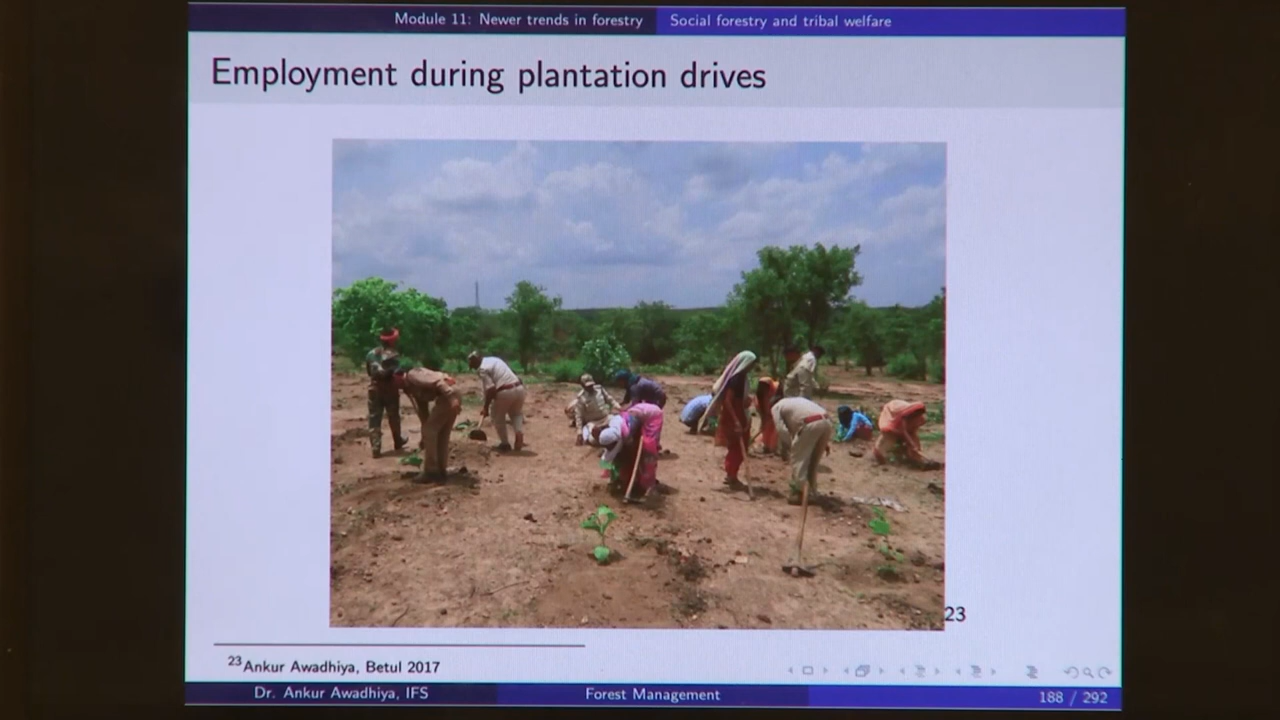 Module 11: Newer trends in forestry
Social forestry and tribal welfare
Employment during plantation drives
23
23Ankur Awadhiya, Betul 2017
Dr. Ankur Awadhiya, IFS
Forest Management
188 / 292